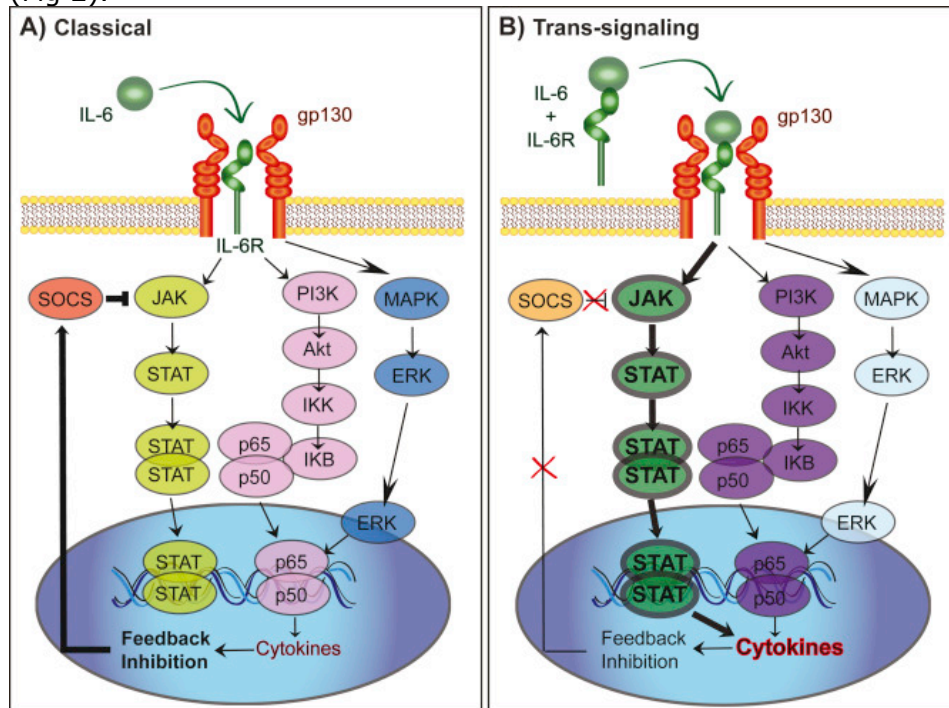 (Fig 2).
A) Classical
IL-6
gp130
IL-6R
SOCS
JAK
PI3K
MAPK
STAT
Akt
ERK
IKK
STAT
STAT
p65
p50
IKB
ERK
STAT
STAT
p65
p50
Feedback
Inhibition
Cytokines
B) Trans-signaling
IL-6
+
IL-6R
gp130
SOCS
JAK
PI3K
MAPK
STAT
Akt
ERK
IKK
STAT
STAT
p65
p50
IKB
ERK
STAT
STAT
p65
p50
Feedback
Inhibition
Cytokines